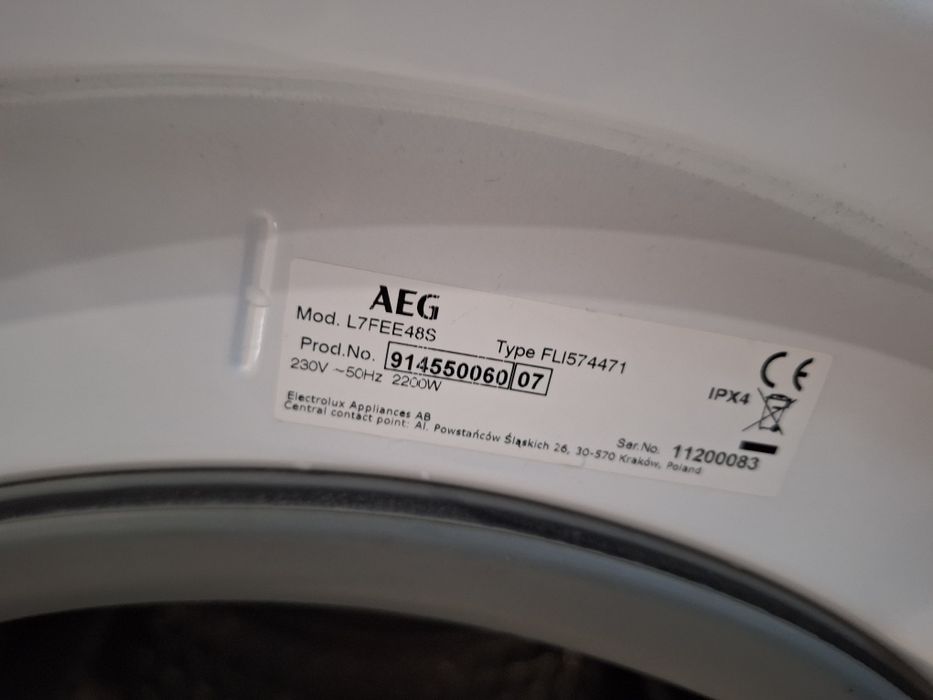 AEG
Mod. L7FEE48S
Type FLI574471
Prod.No. 914550060 07
230V ~50Hz 2200W
IPX4
CE
Electrolux Appliances AB
Ser.No. 11200083
Central contact point: Al. Powstańców Śląskich 26, 30-570 Kraków, Poland